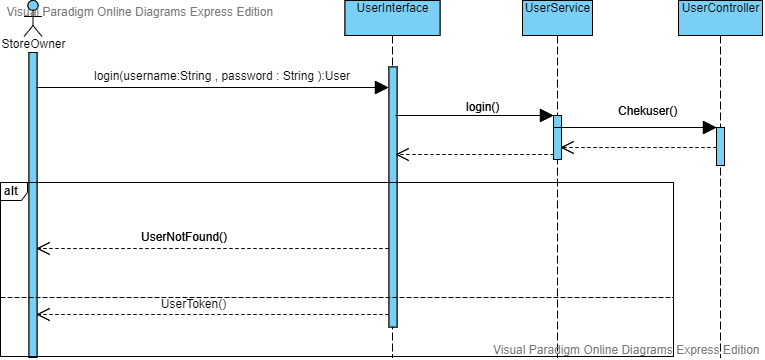 Visual Paradigm Online Diagrams Express Edition
UserInterface
UserService
UserController
StoreOwner
login(username:String , password : String ):User
login()
Chekuser()
alt
UserNotFound()
UserToken()
Visual Paradigm Online Diagrams Express Edition